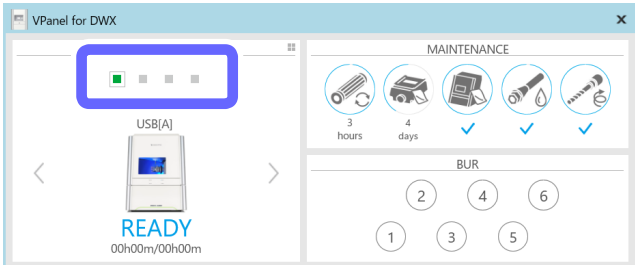 VPanel for DWX
MAINTENANCE
3
hours
4
days
USB[A]
READY
00h00m/00h00m
BUR
2 4 6
1 3 5